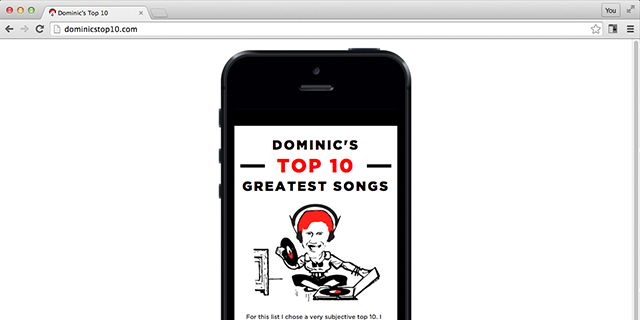 Dominic's Top 10
You
dominicstop10.com
DOMINIC'S
TOP 10
GREATEST SONGS
For this list I chose a very subjective top 10. I